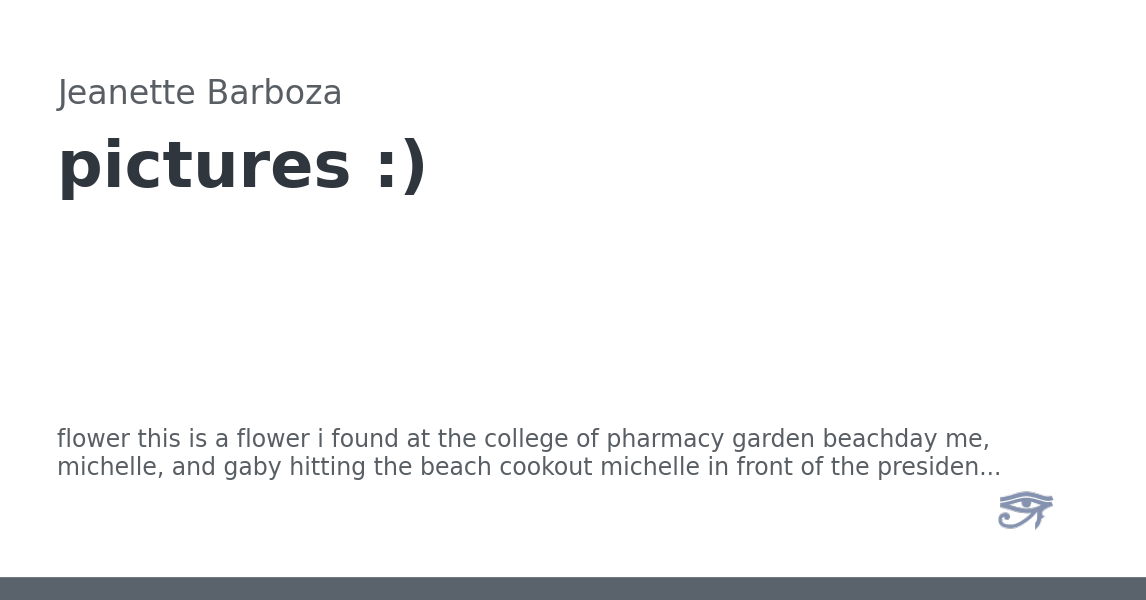 Jeanette Barboza
pictures :)
flower this is a flower i found at the college of pharmacy garden beachday me,
michelle, and gaby hitting the beach cookout michelle in front of the presiden...